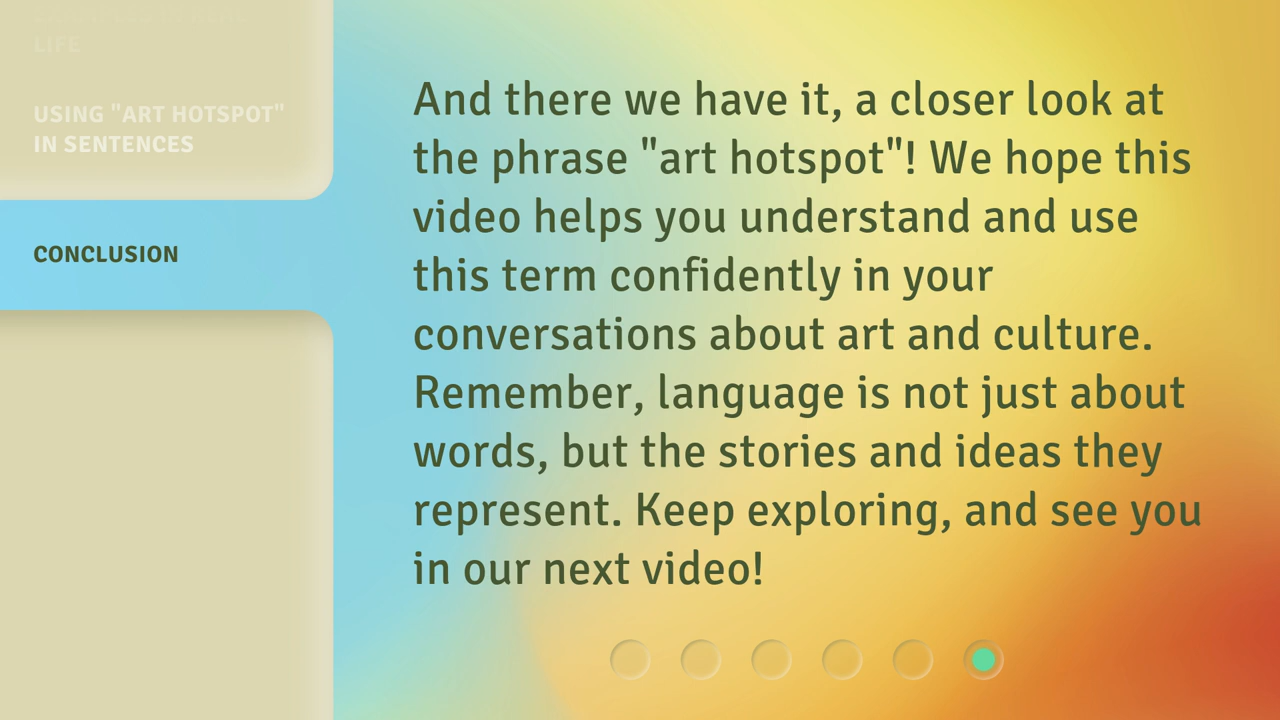 LIFE
USING "ART HOTSPOT"
IN SENTENCES
CONCLUSION
And there we have it, a closer look at
the phrase "art hotspot"! We hope this
video helps you understand and use
this term confidently in your
conversations about art and culture.
Remember, language is not just about
words, but the stories and ideas they
represent. Keep exploring, and see you
in our next video!